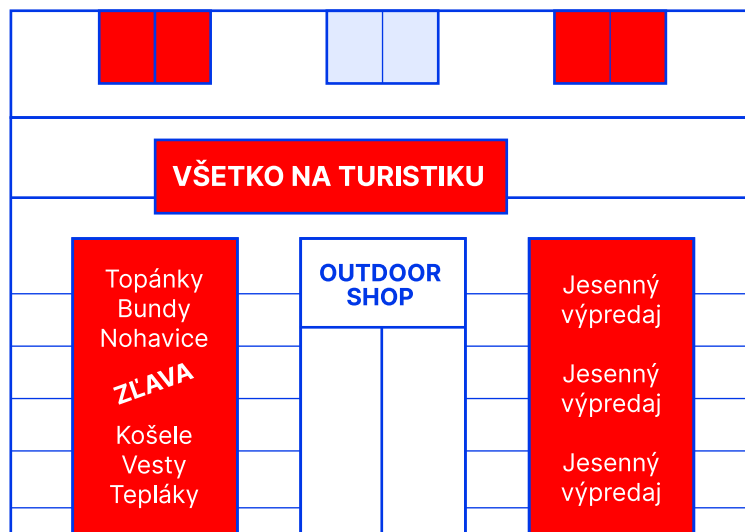 VŠETKO NA TURISTIKU
Topánky
Bundy
Nohavice
ZĽAVA
Košele
Vesty
Tepláky
OUTDOOR
SHOP
Jesenný
výpredaj
Jesenný
výpredaj
Jesenný
výpredaj